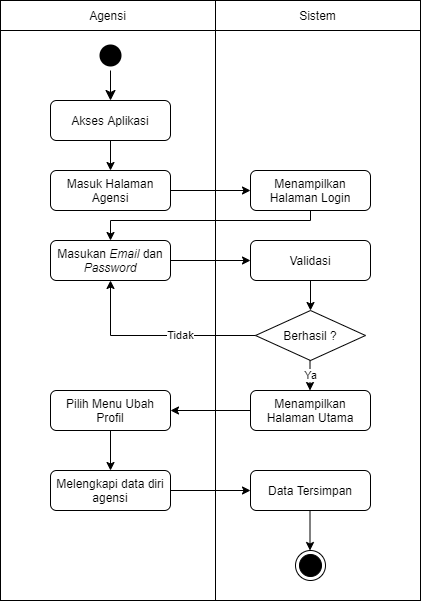 Agensi
Sistem
Akses Aplikasi
Masuk Halaman
Agensi
Menampilkan
Halaman Login
Masukan Email dan
Password
Validasi
Berhasil ?
Tidak
Ya
Menampilkan
Halaman Utama
Pilih Menu Ubah
Profil
Melengkapi data diri
agensi
Data Tersimpan